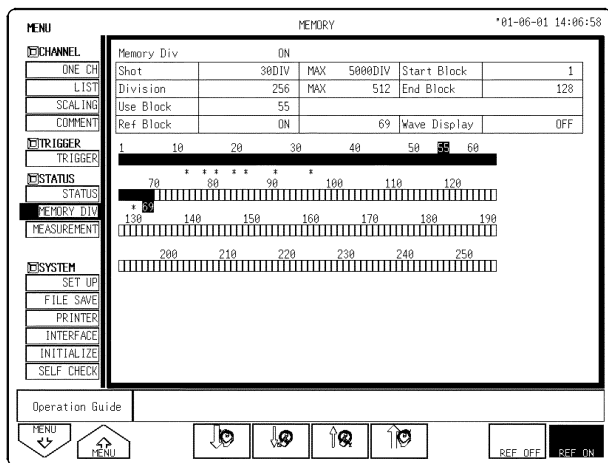 MENU MEMORY '01-06-01 14:06:58
CHANNEL
ONE CH
LIST
SCALING
COMMENT
TRIGGER
TRIGGER
STATUS
STATUS
MEMORY DIV
MEASUREMENT
SYSTEM
SET UP
FILE SAVE
PRINTER
INTERFACE
INITIALIZE
SELF CHECK
Memory Div ON
Shot 30DIV MAX 5000DIV Start Block 1
Division 256 MAX 512 End Block 128
Use Block 55
Ref Block ON 69 Wave Display OFF
1 10 20 30 40 50 55 60
* * * * * * *
70 80 90 100 110 120
* 69
130 140 150 160 170 180 190
200 210 220 230 240 250
Operation Guide
MENU MENU REF OFF REF ON